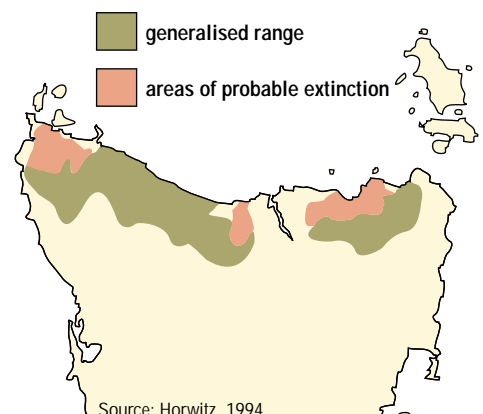 generalised range
areas of probable extinction
Source: Horwitz, 1994